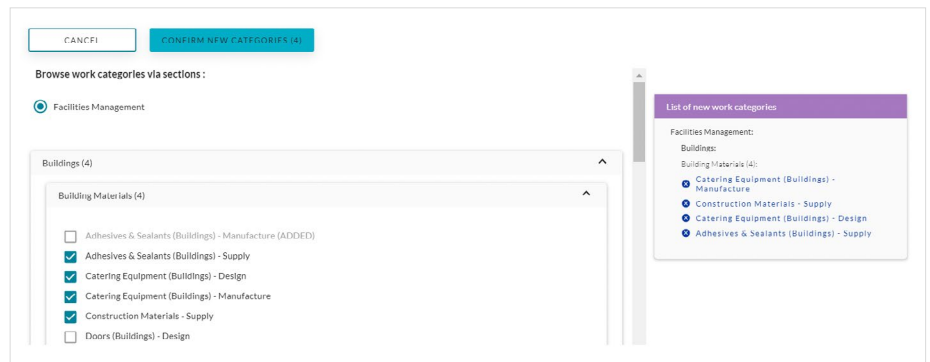 CANCEL
CONFIRM NEW CATEGORIES (4)
Browse work categories via sections :
Facilities Management
Buildings (4)
Building Materials (4)
Adhesives & Sealants (Buildings) - Manufacture (ADDED)
Adhesives & Sealants (Buildings) - Supply
Catering Equipment (Buildings) - Design
Catering Equipment (Buildings) - Manufacture
Construction Materials - Supply
Doors (Buildings) - Design
List of new work categories
Facilities Management:
Buildings:
Building Materials (4):
Catering Equipment (Buildings) -
Manufacture
Construction Materials - Supply
Catering Equipment (Buildings) - Design
Adhesives & Sealants (Buildings) - Supply